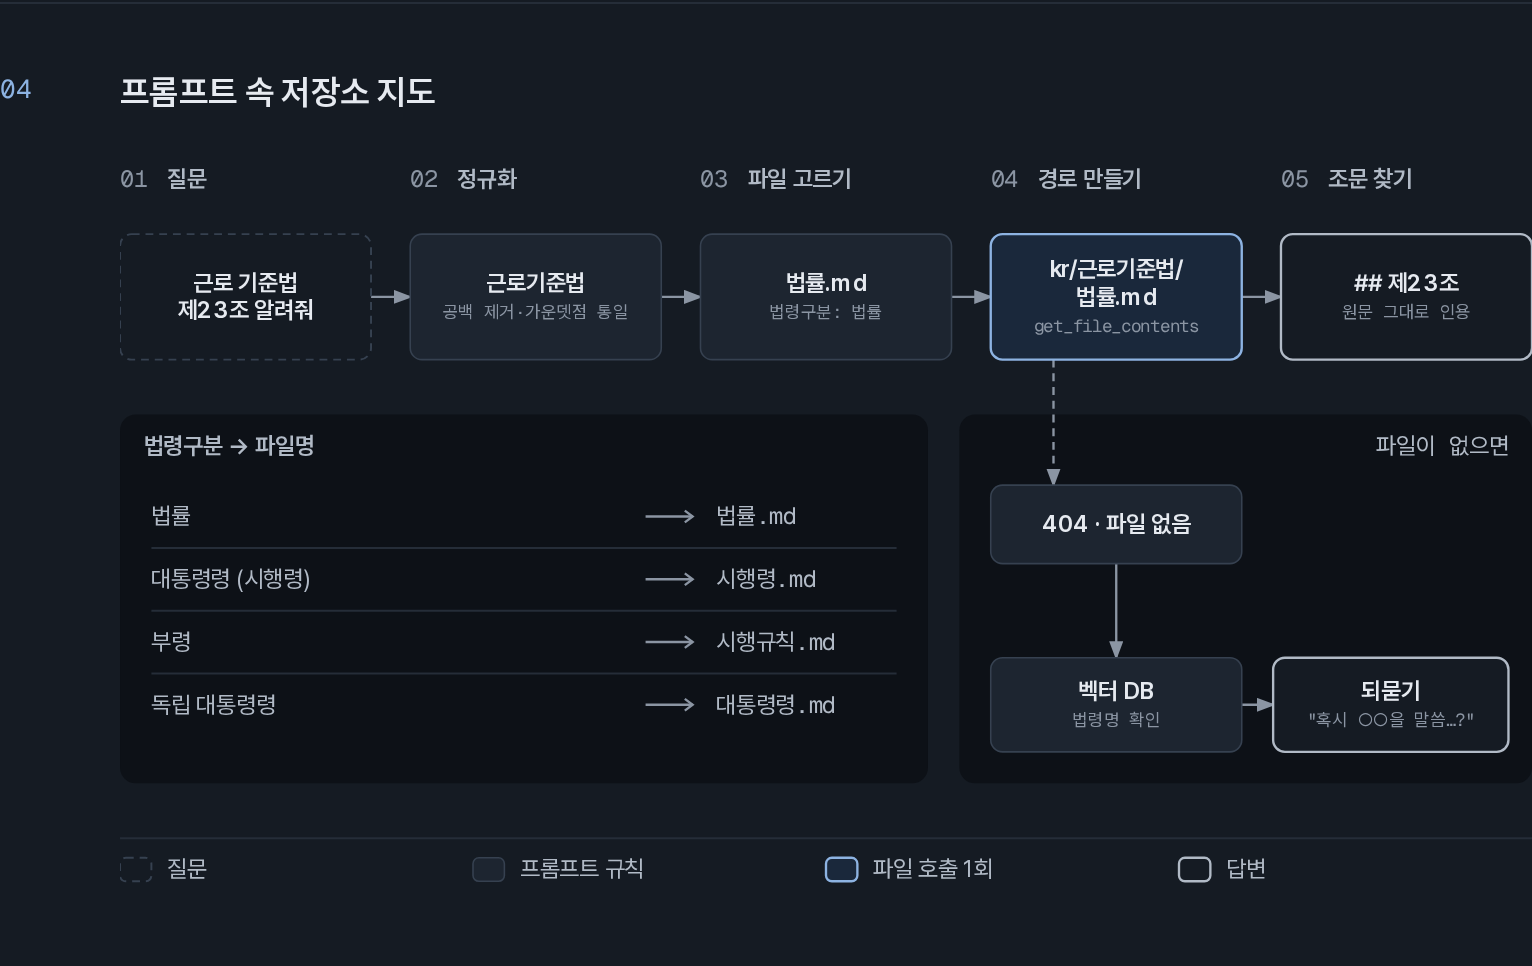 04
프롬프트 속 저장소 지도
01 질문
02 정규화
03 파일 고르기
04 경로 만들기
05 조문 찾기
근로 기준법
제23조 알려줘
근로기준법
공백 제거·가운뎃점 통일
법률.md
법령구분: 법률
kr/근로기준법/
법률.md
get_file_contents
## 제23조
원문 그대로 인용
법령구분 → 파일명
법률 → 법률.md
대통령령 (시행령) → 시행령.md
부령 → 시행규칙.md
독립 대통령령 → 대통령령.md
파일이 없으면
404 · 파일 없음
벡터 DB
법령명 확인
되묻기
"혹시 ○○을 말씀…?"
질문
프롬프트 규칙
파일 호출 1회
답변